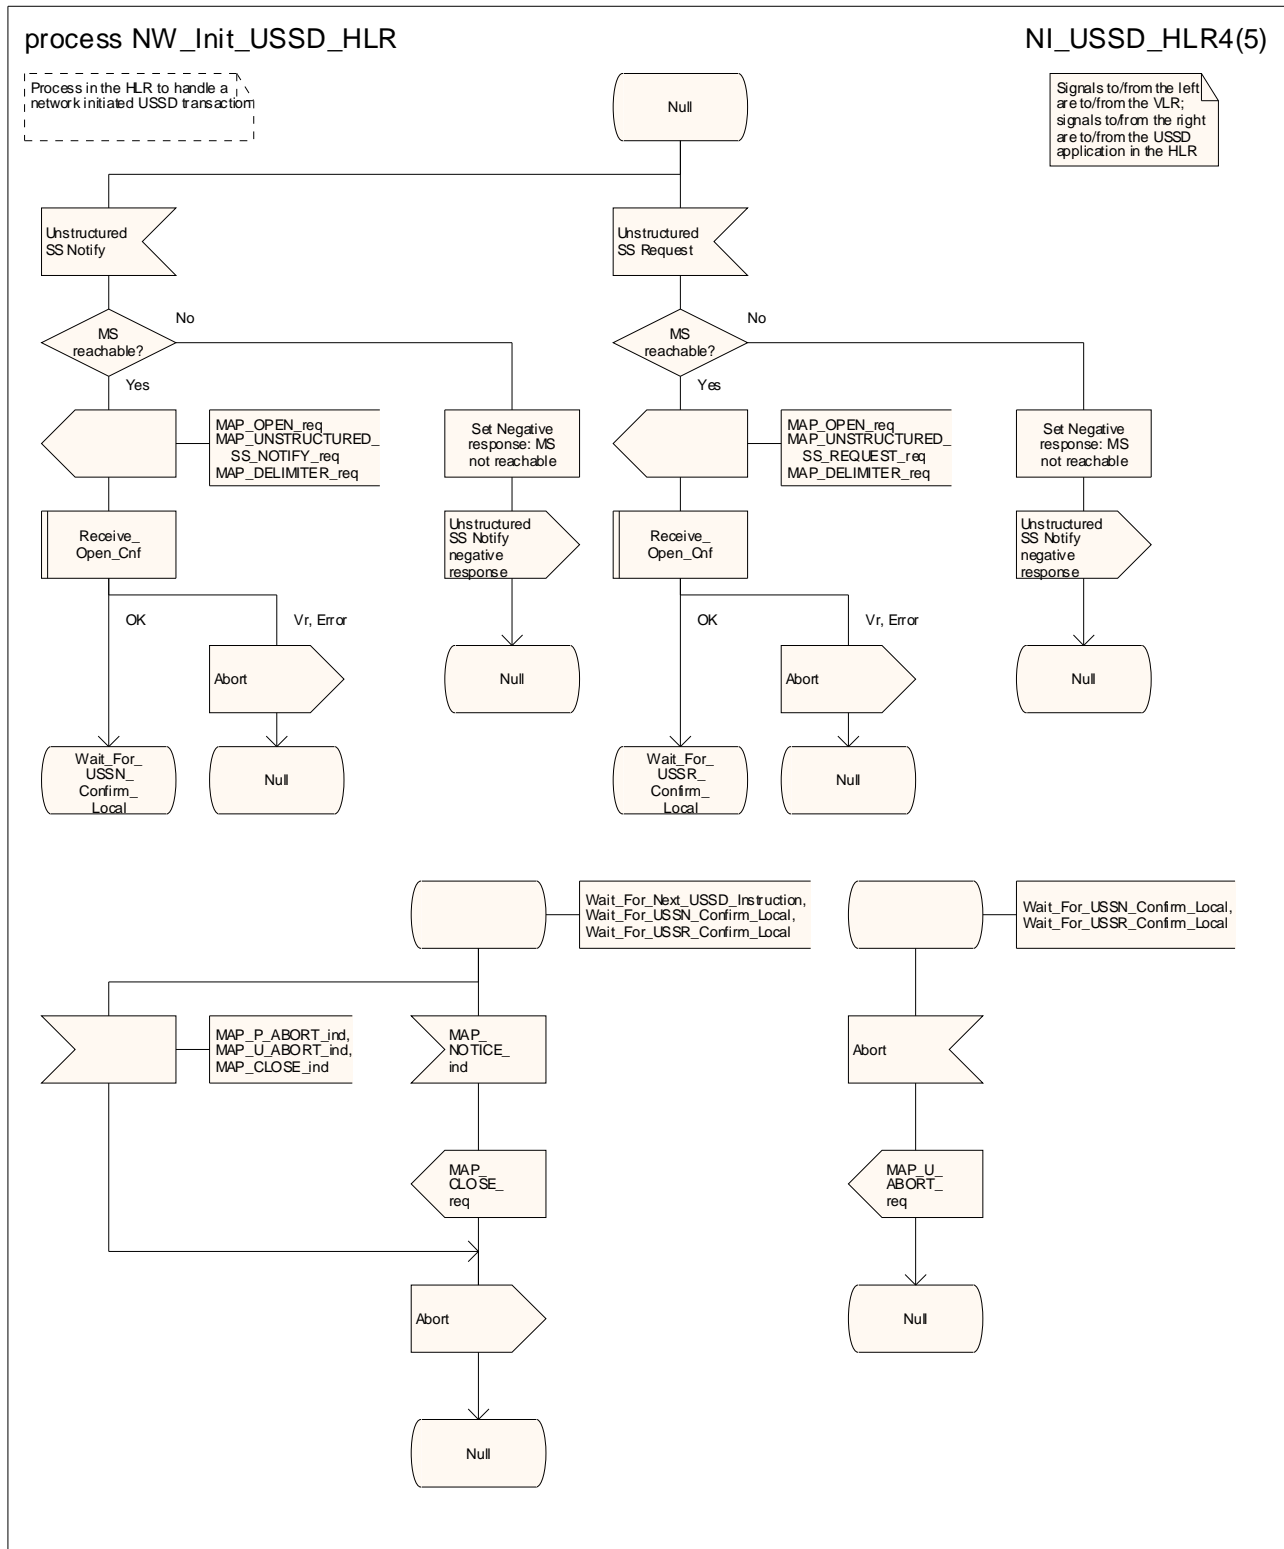 process NW_Init_USSD_HLR
NI_USSD_HLR4(5)
Process in the HLR to handle a
network initiated USSD transaction
Null
Signals to/from the left
are to/from the VLR;
signals to/from the right
are to/from the USSD
application in the HLR
Unstructured
SS Notify
Unstructured
SS Request
MS
reachable?
No
Yes
MS
reachable?
No
Yes
MAP_OPEN_req
MAP_UNSTRUCTURED_
SS_NOTIFY_req
MAP_DELIMITER_req
Set Negative
response: MS
not reachable
MAP_OPEN_req
MAP_UNSTRUCTURED_
SS_REQUEST_req
MAP_DELIMITER_req
Set Negative
response: MS
not reachable
Receive_
Open_Cnf
Unstructured
SS Notify
negative
response
Receive_
Open_Cnf
Unstructured
SS Notify
negative
response
OK
Vr, Error
OK
Vr, Error
Abort
Null
Abort
Null
Wait_For_
USSN_
Confirm_
Local
Null
Wait_For_
USSR_
Confirm_
Local
Null
Wait_For_Next_USSD_Instruction,
Wait_For_USSN_Confirm_Local,
Wait_For_USSR_Confirm_Local
Wait_For_USSN_Confirm_Local,
Wait_For_USSR_Confirm_Local
MAP_P_ABORT_ind,
MAP_U_ABORT_ind,
MAP_CLOSE_ind
MAP_
NOTICE_
ind
Abort
MAP_
CLOSE_
req
MAP_U_
ABORT_
req
Abort
Null
Null